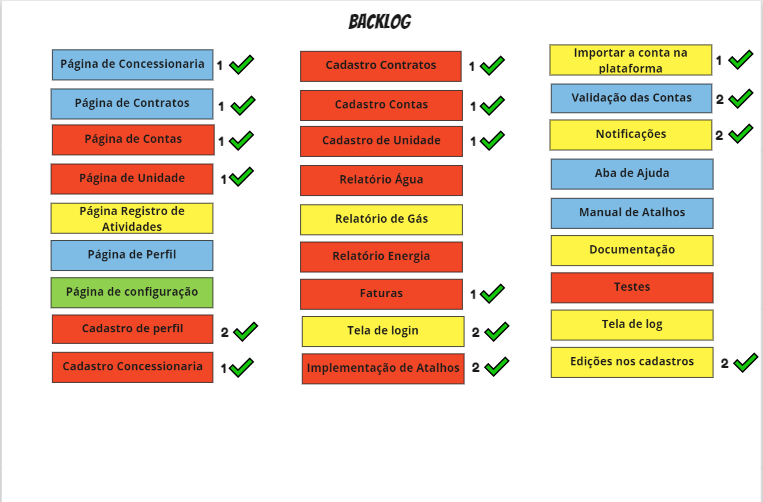 BACKLOG
Página de Concessionaria 1
Página de Contratos 1
Página de Contas 1
Página de Unidade 1
Página Registro de
Atividades
Página de Perfil
Página de configuração
Cadastro de perfil 2
Cadastro Concessionaria 1
Cadastro Contratos 1
Cadastro Contas 1
Cadastro de Unidade 1
Relatório Água
Relatório de Gás
Relatório Energia
Faturas 1
Tela de login 2
Implementação de Atalhos 2
Importar a conta na
plataforma 1
Validação das Contas 2
Notificações 2
Aba de Ajuda
Manual de Atalhos
Documentação
Testes
Tela de log
Edições nos cadastros 2